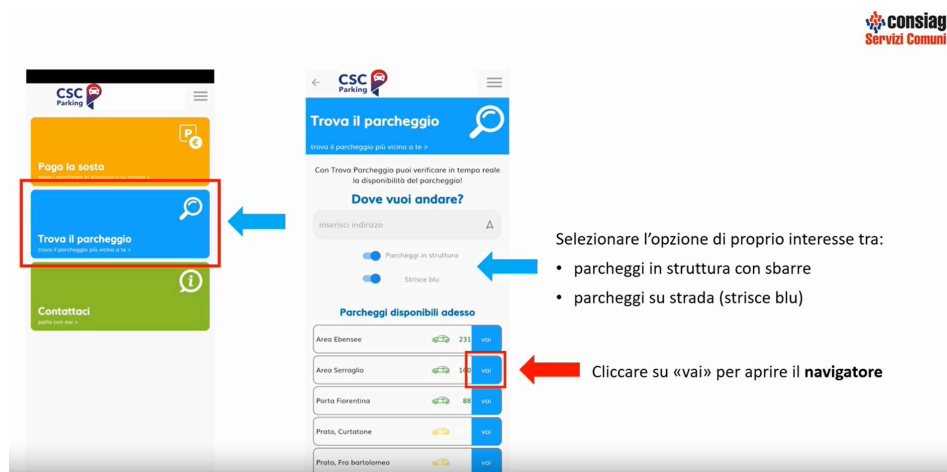 consiag
Servizi Comuni
CSC
Parking
Paga la sosta
Trova il parcheggio
trova il parcheggio più vicino a te >
Contattaci
parla con noi >
CSC
Parking
Trova il parcheggio
trova il parcheggio più vicino a te >
Con Trova Parcheggio puoi verificare in tempo reale
la disponibilità del parcheggio!
Dove vuoi andare?
inserisci indirizzo
Parcheggi in struttura
Strisce blu
Parcheggi disponibili adesso
Area Ebensee 231 vai
Area Serraglio vai
Porta Fiorentina 88 vai
Prato, Curtatone vai
Prato, Fra bartolomeo vai
Selezionare l'opzione di proprio interesse tra:
• parcheggi in struttura con sbarre
• parcheggi su strada (strisce blu)
Cliccare su «vai» per aprire il navigatore